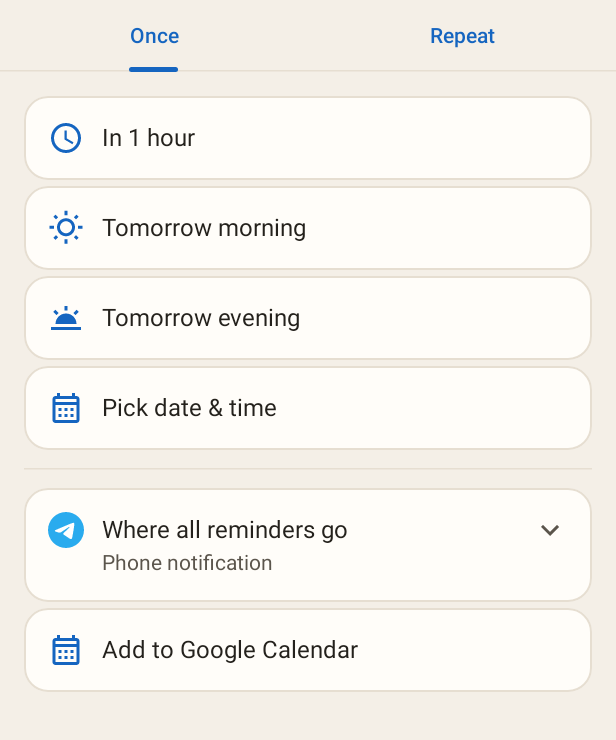 Once
Repeat
In 1 hour
Tomorrow morning
Tomorrow evening
Pick date & time
Where all reminders go
Phone notification
Add to Google Calendar